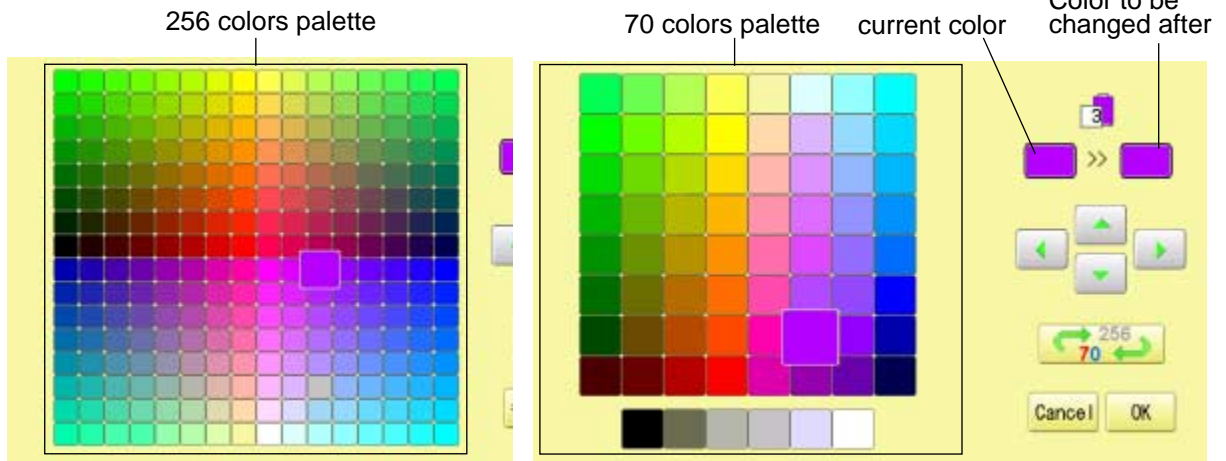 256 colors palette
70 colors palette
current color
Color to be
changed after
3
>>
256
70
Cancel
OK